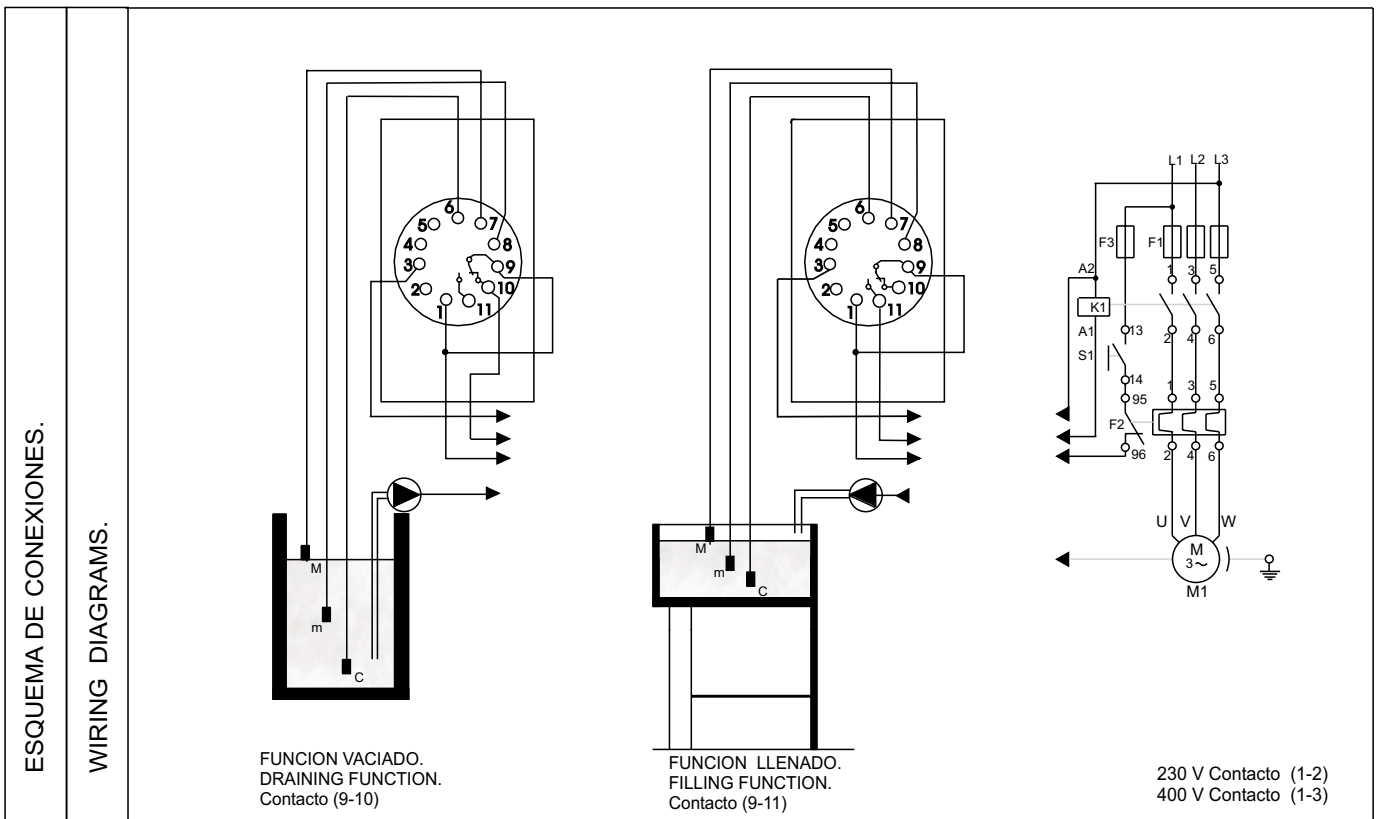 ESQUEMA DE CONEXIONES.
WIRING DIAGRAMS.
6
7
5
8
4
3
9
2
10
1
11
M
m
C
FUNCION VACIADO.
DRAINING FUNCTION.
Contacto (9-10)
6
7
5
8
4
3
9
2
10
1
11
M
m
C
FUNCION LLENADO.
FILLING FUNCTION.
Contacto (9-11)
L1 L2 L3
F3
F1
A2
1
3
5
K1
A1
13
2
4
6
S1
14
1
3
5
95
F2
96
2
4
6
U V W
M
3~
M1
230 V Contacto (1-2)
400 V Contacto (1-3)